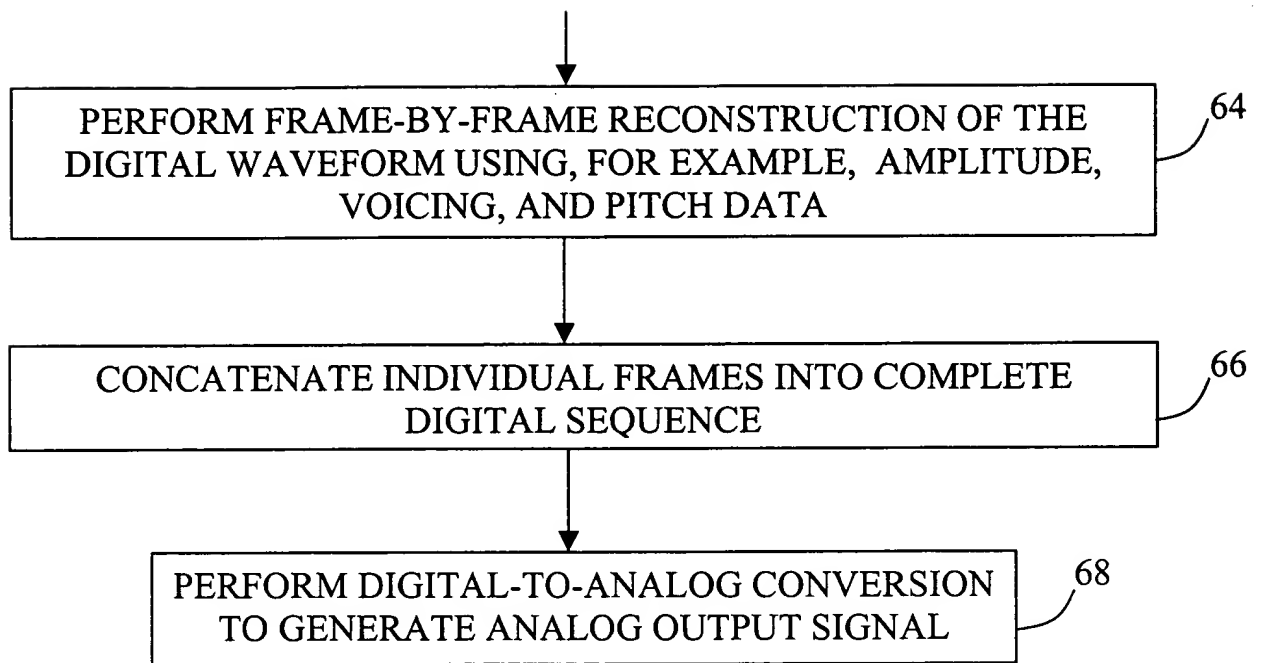 PERFORM FRAME-BY-FRAME RECONSTRUCTION OF THE
64
DIGITAL WAVEFORM USING, FOR EXAMPLE, AMPLITUDE,
VOICING, AND PITCH DATA
CONCATENATE INDIVIDUAL FRAMES INTO COMPLETE
66
DIGITAL SEQUENCE
PERFORM DIGITAL-TO-ANALOG CONVERSION
68
TO GENERATE ANALOG OUTPUT SIGNAL